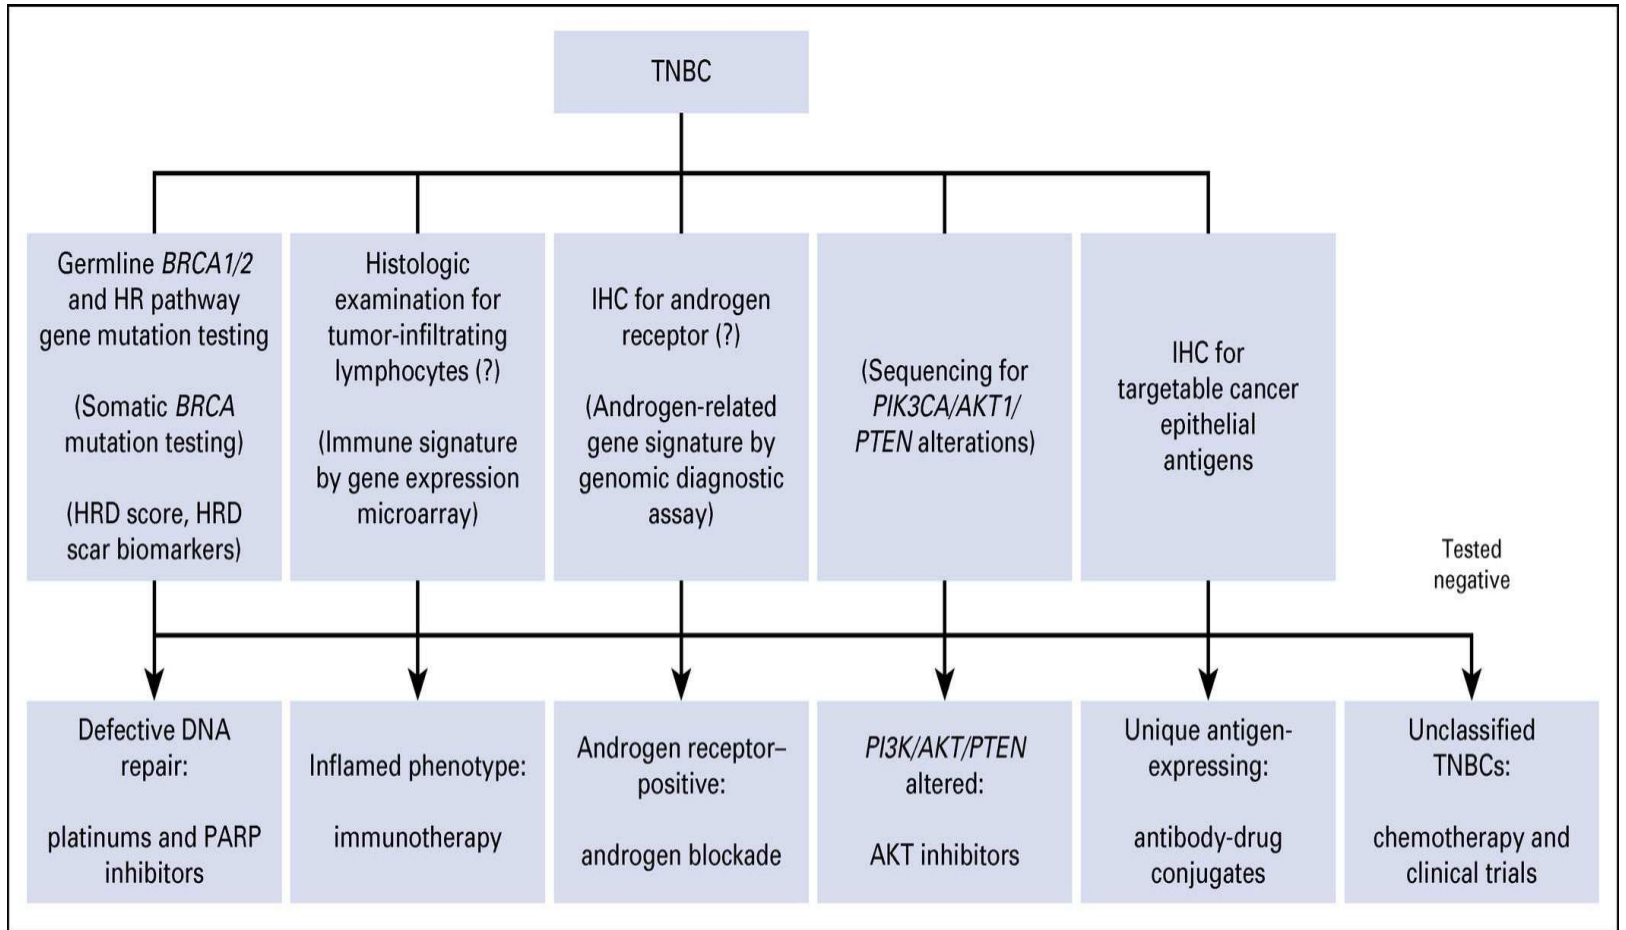 TNBC
Germline BRCA1/2
and HR pathway
gene mutation testing
(Somatic BRCA
mutation testing)
(HRD score, HRD
scar biomarkers)
Histologic
examination for
tumor-infiltrating
lymphocytes (?)
(Immune signature
by gene expression
microarray)
IHC for androgen
receptor (?)
(Androgen-related
gene signature by
genomic diagnostic
assay)
(Sequencing for
PIK3CA/AKT1/
PTEN alterations)
IHC for
targetable cancer
epithelial
antigens
Tested
negative
Defective DNA
repair:
platinums and PARP
inhibitors
Inflamed phenotype:
immunotherapy
Androgen receptor–
positive:
androgen blockade
PI3K/AKT/PTEN
altered:
AKT inhibitors
Unique antigen-
expressing:
antibody-drug
conjugates
Unclassified
TNBCs:
chemotherapy and
clinical trials